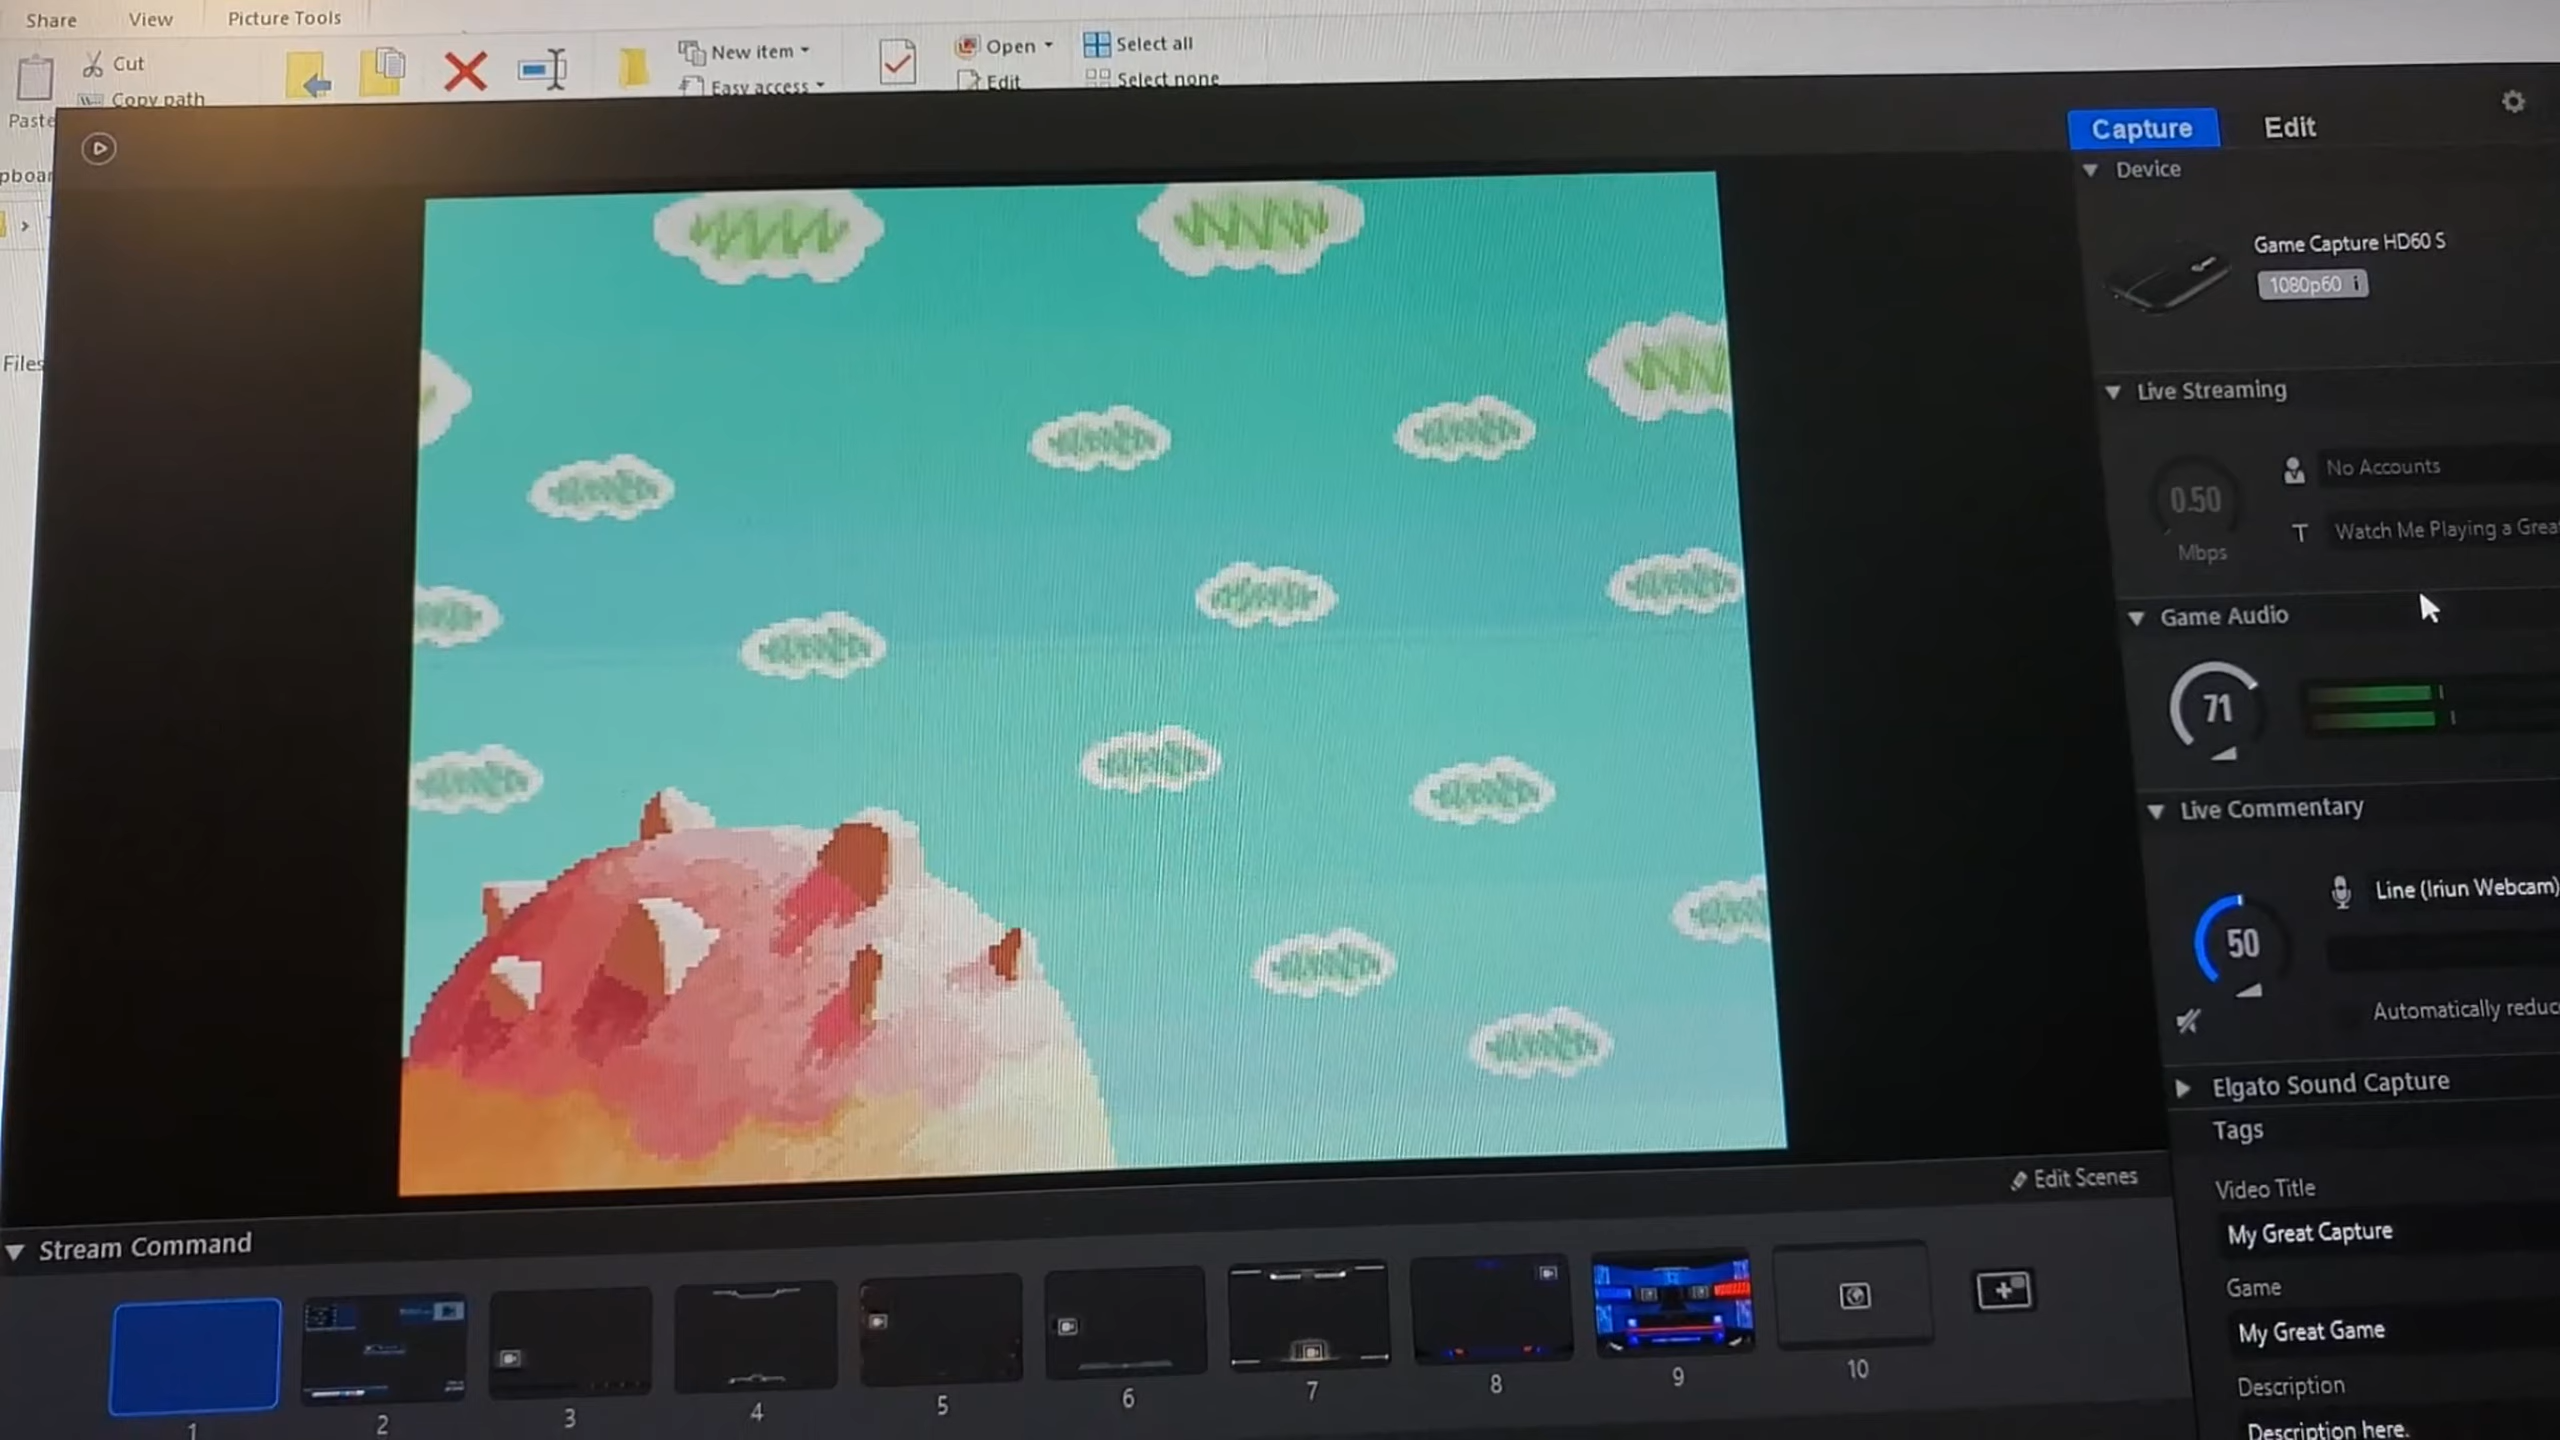 Share View Picture Tools
Cut
Copy path
Paste
New item
Easy access
Open
Edit
Select all
Select none
Files
Capture Edit
Device
Game Capture HD60 S
1080p60 i
Live Streaming
No Accounts
0.50
Mbps
T
Watch Me Playing a
Game Audio
71
Live Commentary
Line (Iriun Webcam)
50
Automatically
Elgato Sound Capture
Tags
Edit Scenes
Video Title
My Great Capture
Game
My Great Game
Description
Description here.
Stream Command
1 2 3 4 5 6 7 8 9 10